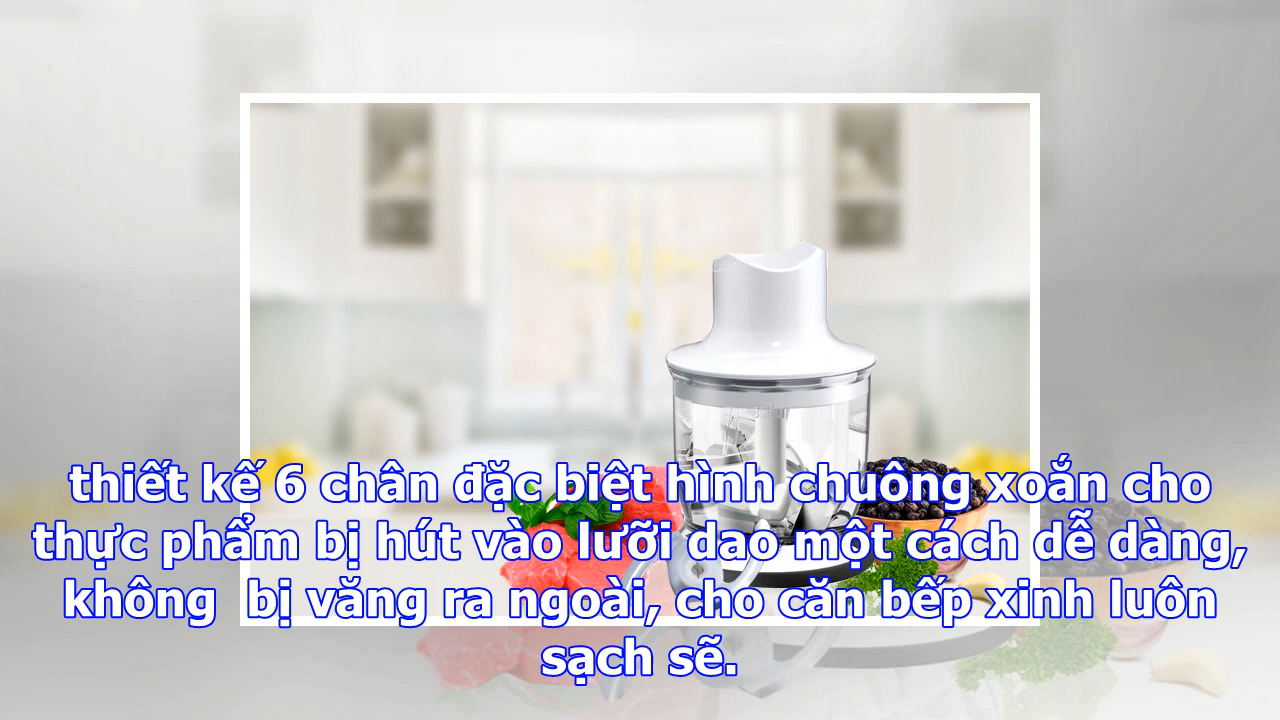 thiết kế 6 chân đặc biệt hình chuông xoắn cho
thực phẩm bị hút vào lưỡi dao một cách dễ dàng,
không  bị văng ra ngoài, cho căn bếp xinh luôn
sạch sẽ.